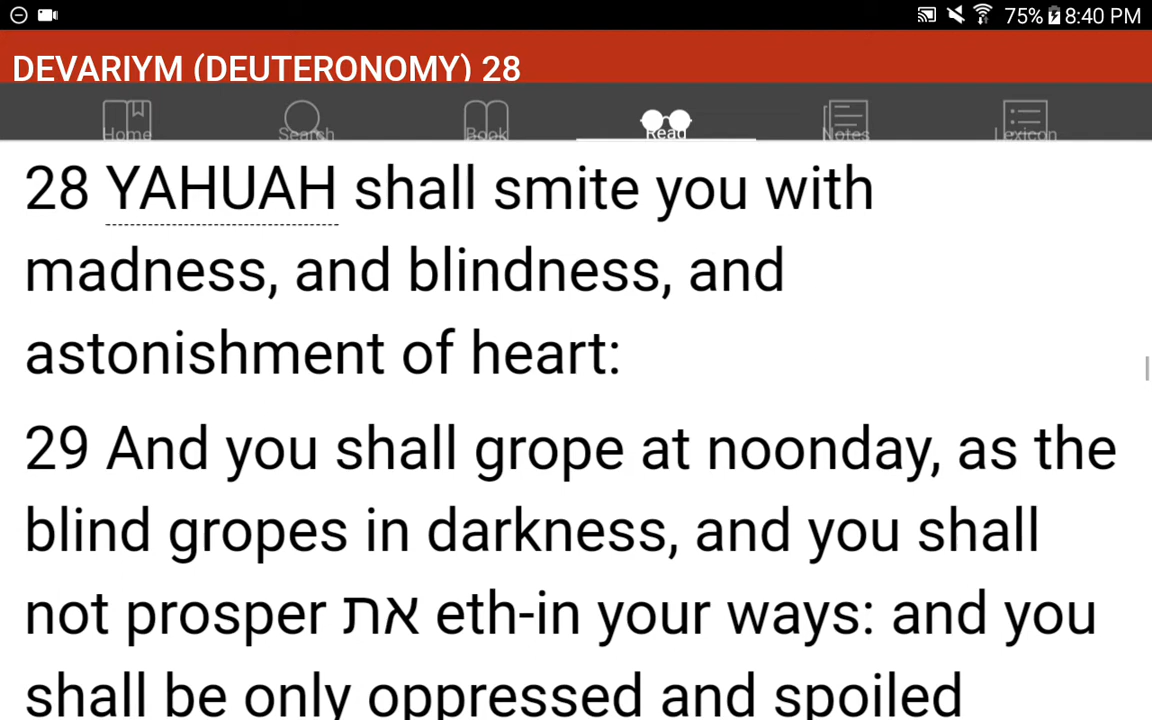 75% 8:40 PM
DEVARIYM (DEUTERONOMY) 28
Home Search Book Read Notes Lexicon
28 YAHUAH shall smite you with
madness, and blindness, and
astonishment of heart:
29 And you shall grope at noonday, as the
blind gropes in darkness, and you shall
not prosper את eth-in your ways: and you
shall be only oppressed and spoiled